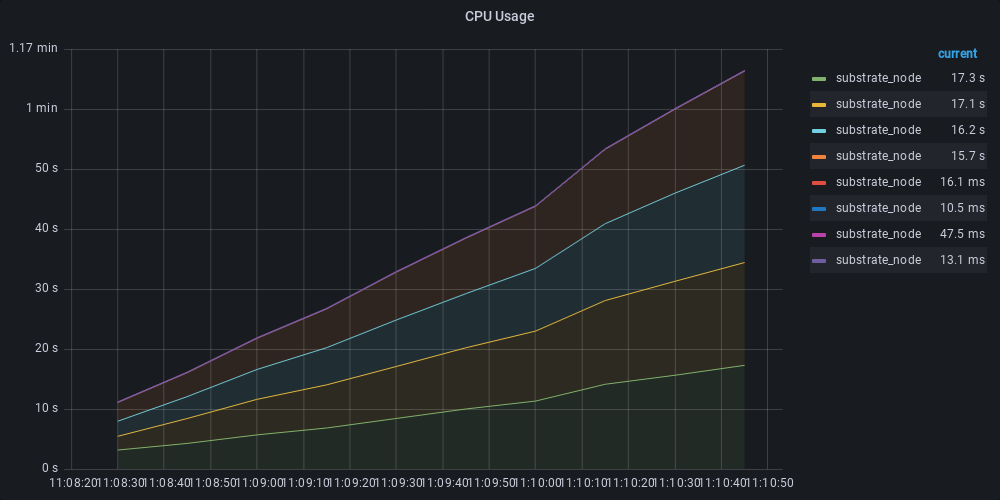 CPU Usage
1.17 min
1 min
50 s
40 s
30 s
20 s
10 s
0 s
11:08:20 11:08:30 11:08:40 11:08:50 11:09:00 11:09:10 11:09:20 11:09:30 11:09:40 11:09:50 11:10:00 11:10:10 11:10:20 11:10:30 11:10:40 11:10:50
current
substrate_node 17.3 s
substrate_node 17.1 s
substrate_node 16.2 s
substrate_node 15.7 s
substrate_node 16.1 ms
substrate_node 10.5 ms
substrate_node 47.5 ms
substrate_node 13.1 ms